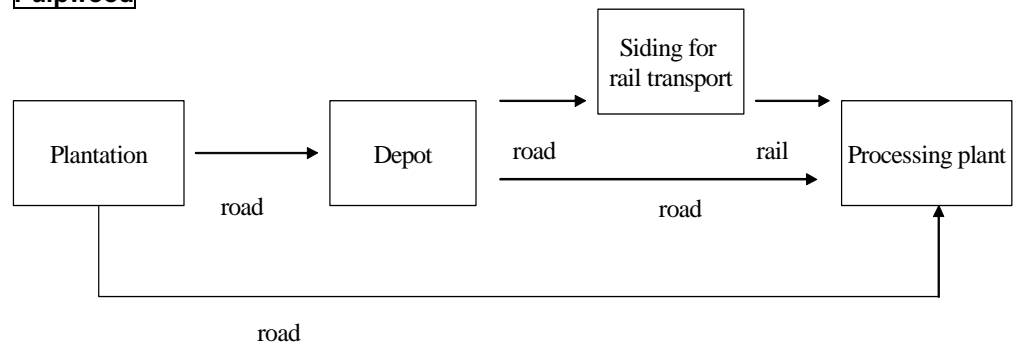 Pulpwood
Siding for
rail transport
Plantation
Depot
road
rail
Processing plant
road
road
road